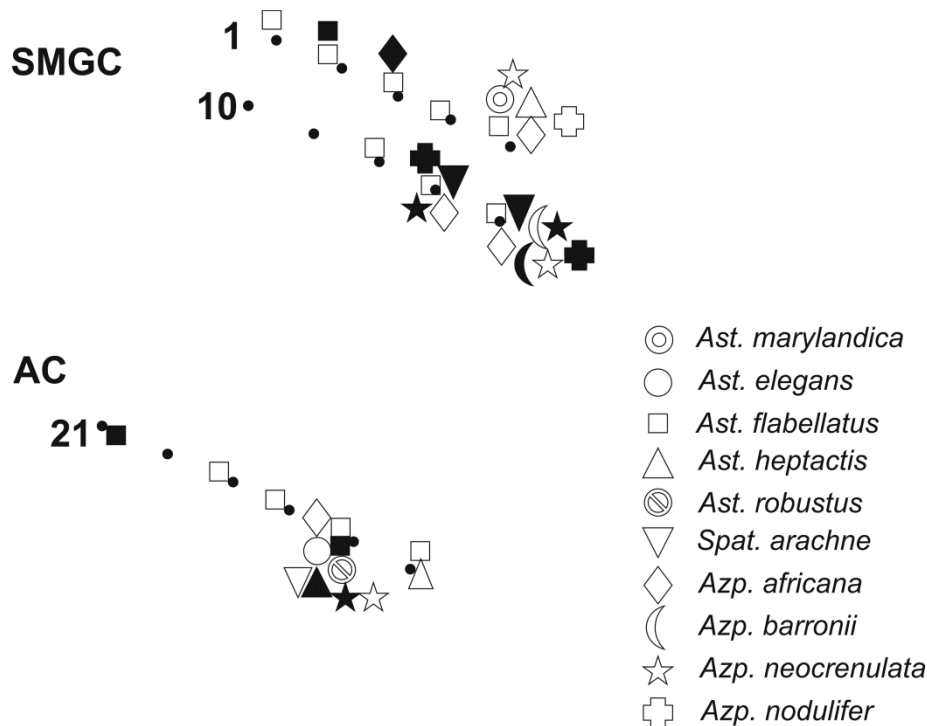 1
SMGC
10
AC
21
Ast. marylandica
Ast. elegans
Ast. flabellatus
Ast. heptactis
Ast. robustus
Spat. arachne
Azp. africana
Azp. barronii
Azp. neocrenulata
Azp. nodulifer